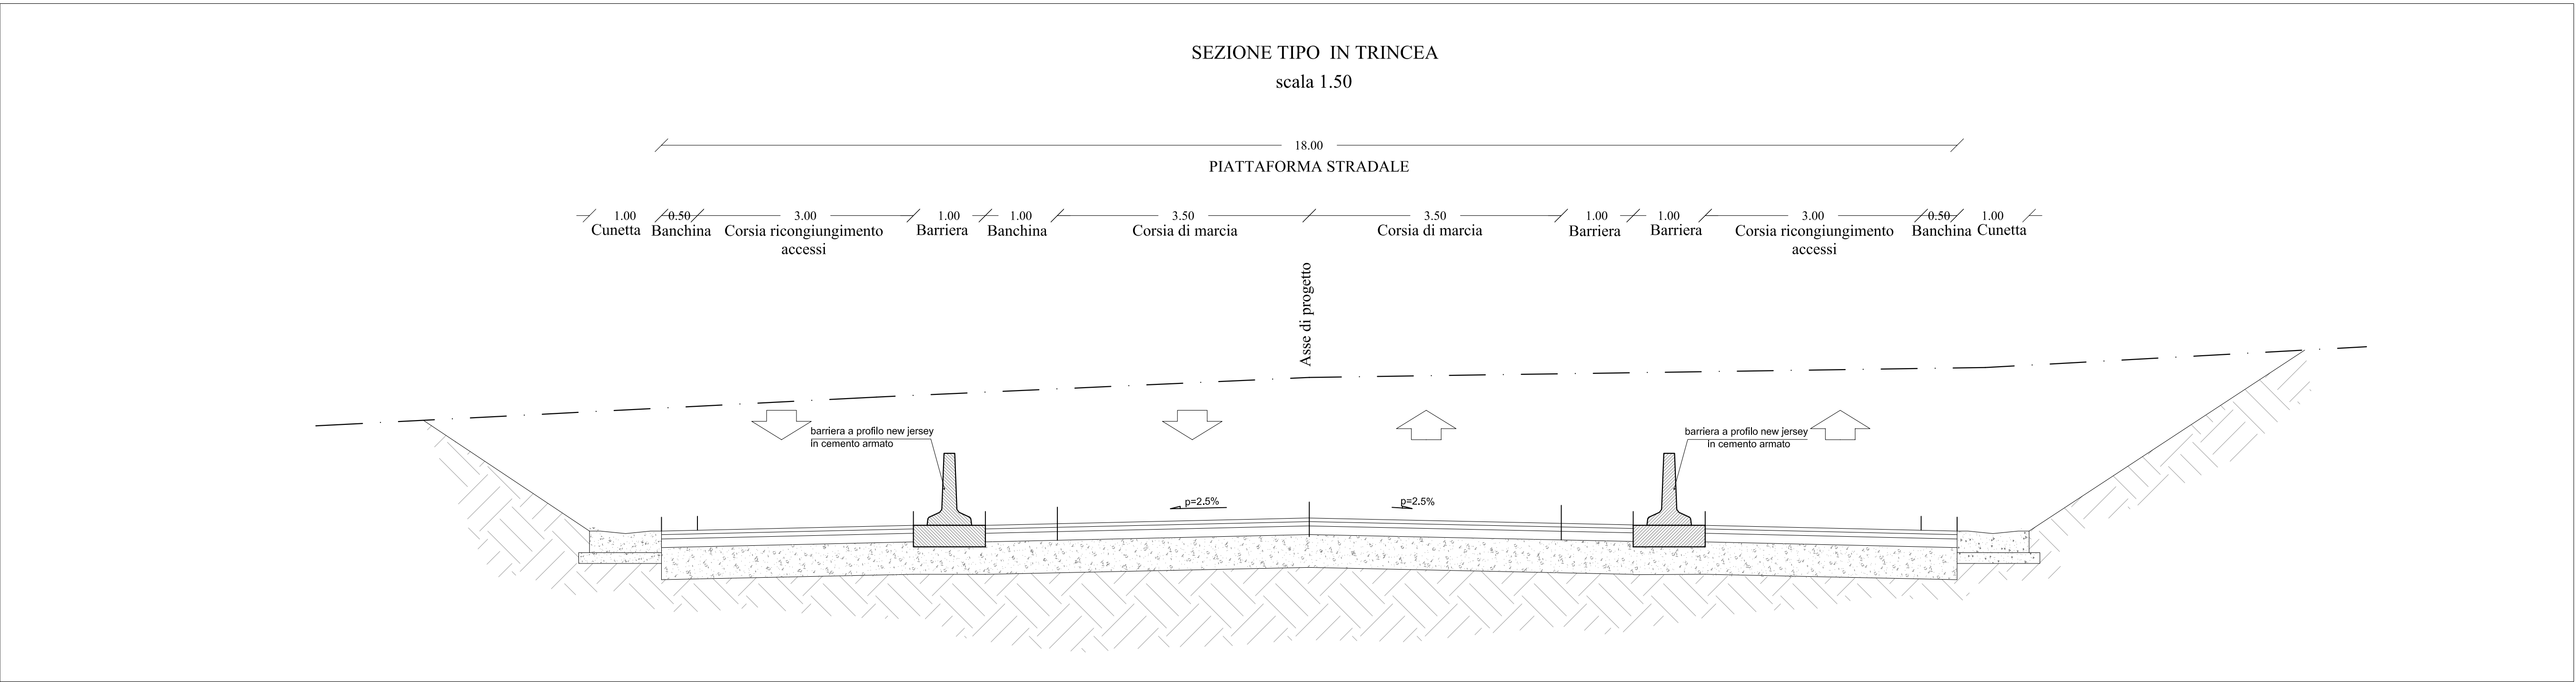 SEZIONE TIPO IN TRINCEA
scala 1.50
18.00
PIATTAFORMA STRADALE
1.00 0.50 3.00 1.00 1.00 3.50 3.50 1.00 1.00 3.00 0.50 1.00
Cunetta Banchina Corsia ricongiungimento Barriera Banchina Corsia di marcia Corsia di marcia Barriera Barriera Corsia ricongiungimento Banchina Cunetta
accessi accessi
Asse di progetto
barriera a profilo new jersey
in cemento armato
barriera a profilo new jersey
in cemento armato
p=2.5% p=2.5%